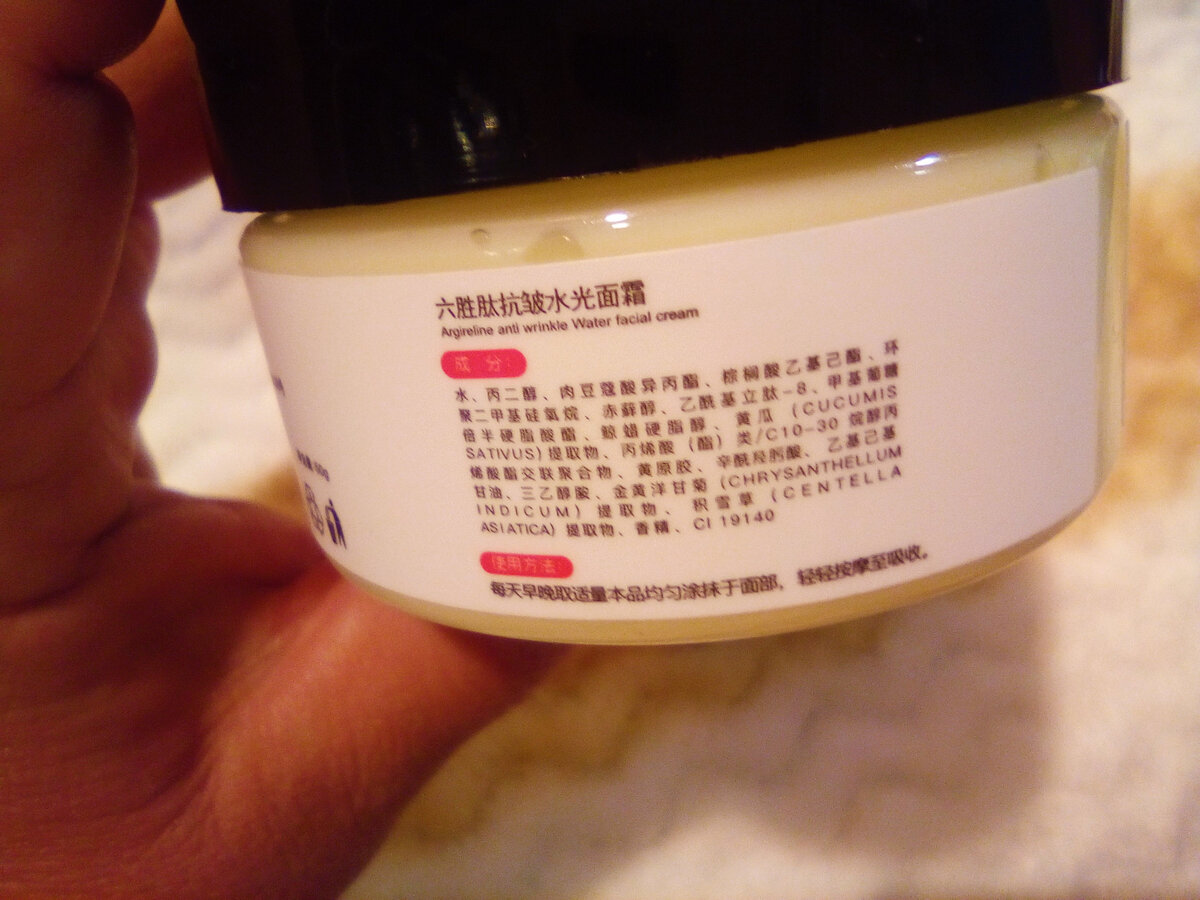 六胜肽抗皱水光面霜
Argireline anti wrinkle Water facial cream
成 分:
水、丙二醇、肉豆蔻酸异丙酯、棕榈酸乙基己酯、环
聚二甲基硅氧烷、赤藓醇、乙酰基六肽-8、甲基葡糖
倍半硬脂酸酯、鲸蜡硬脂醇、黄瓜(CUCUMIS
SATIVUS)提取物、丙烯酸(酯)类/C10-30 烷醇丙
烯酸酯交联聚合物、黄原胶、辛酰羟肟酸、乙基己基
甘油、三乙醇胺、金黄洋甘菊(CHRYSANTHELLUM
INDICUM)提取物、积雪草(CENTELLA
ASIATICA)提取物、香精、CI 19140
使用方法:
每天早晚取适量本品均匀涂抹于面部，轻轻按摩至吸收。